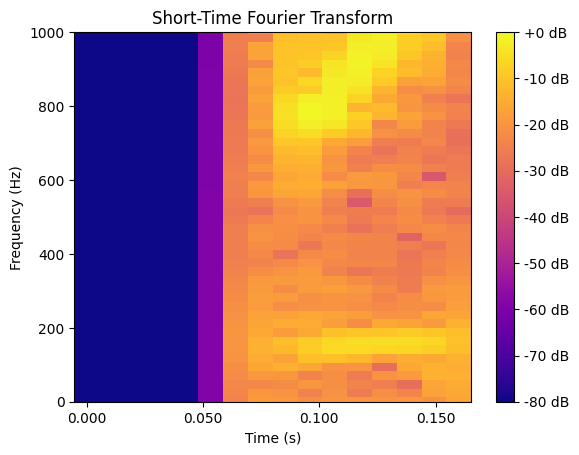 Short-Time Fourier Transform
1000
800
600
400
200
0
Frequency (Hz)
0.000
0.050
0.100
0.150
Time (s)
+0 dB
-10 dB
-20 dB
-30 dB
-40 dB
-50 dB
-60 dB
-70 dB
-80 dB